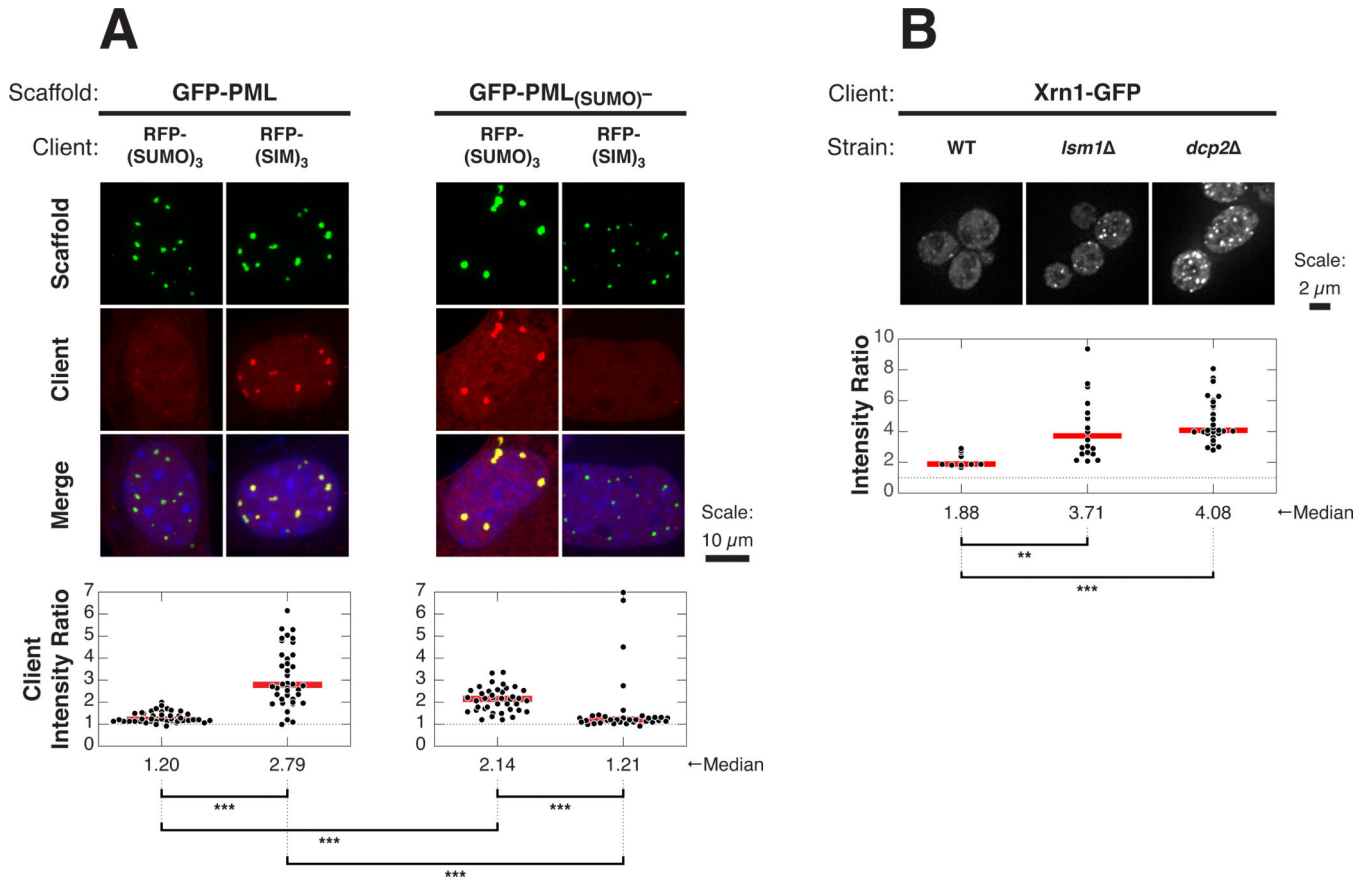 A
Scaffold: GFP-PML GFP-PML(SUMO)–
Client: RFP-(SUMO)3 RFP-(SIM)3 RFP-(SUMO)3 RFP-(SIM)3
Scaffold
Client
Merge
Scale:
10 µm
Client
Intensity Ratio
7
6
5
4
3
2
1
0
7
6
5
4
3
2
1
0
1.20 2.79 2.14 1.21 ←Median
*** ***
***
***
B
Client: Xrn1-GFP
Strain: WT lsm1Δ dcp2Δ
Scale:
2 µm
Intensity Ratio
10
8
6
4
2
0
1.88 3.71 4.08 ←Median
**
***